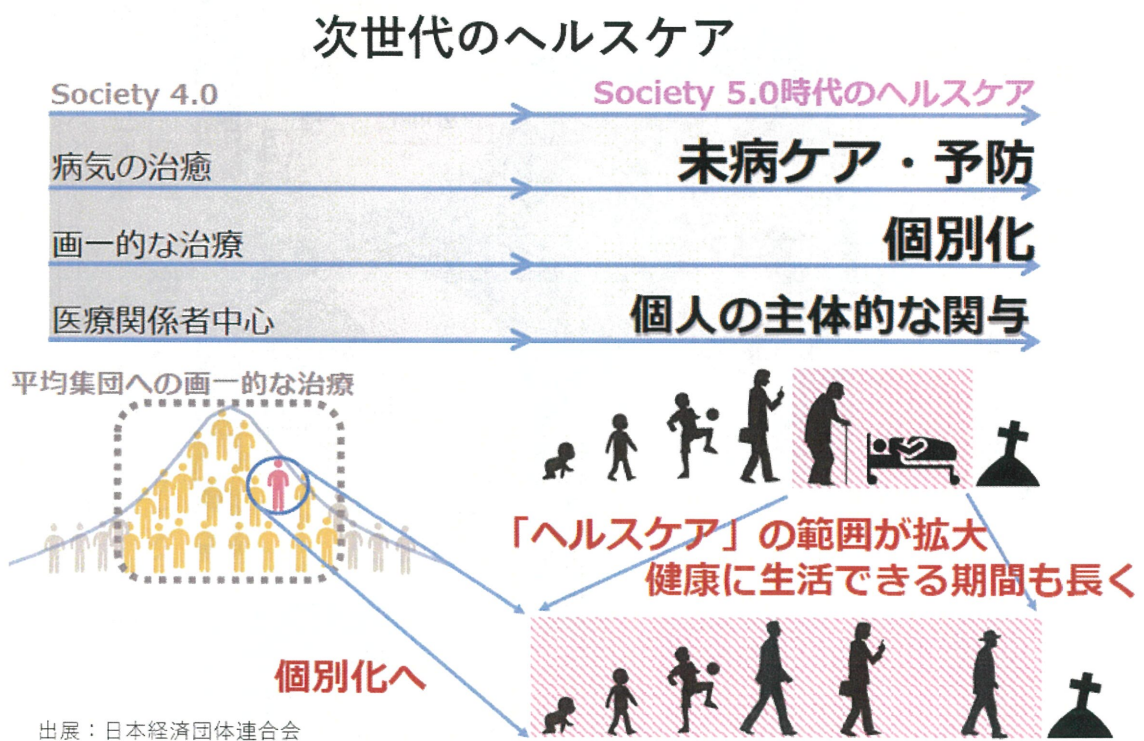 次世代のヘルスケア
Society 4.0
Society 5.0時代のヘルスケア
病気の治癒
未病ケア・予防
画一的な治療
個別化
医療関係者中心
個人の主体的な関与
平均集団への画一的な治療
「ヘルスケア」の範囲が拡大
健康に生活できる期間も長く
個別化へ
出展：日本経済団体連合会